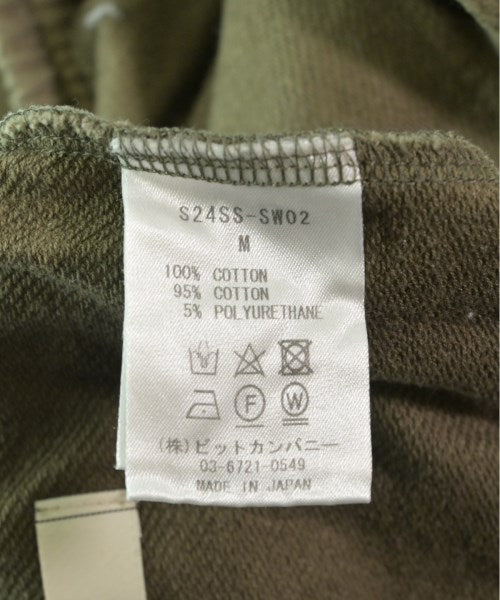 S24SS-SW02
M
100% COTTON
95% COTTON
5% POLYURETHANE
F W
(株)ビットカンパニー
03-6721-0549
MADE IN JAPAN